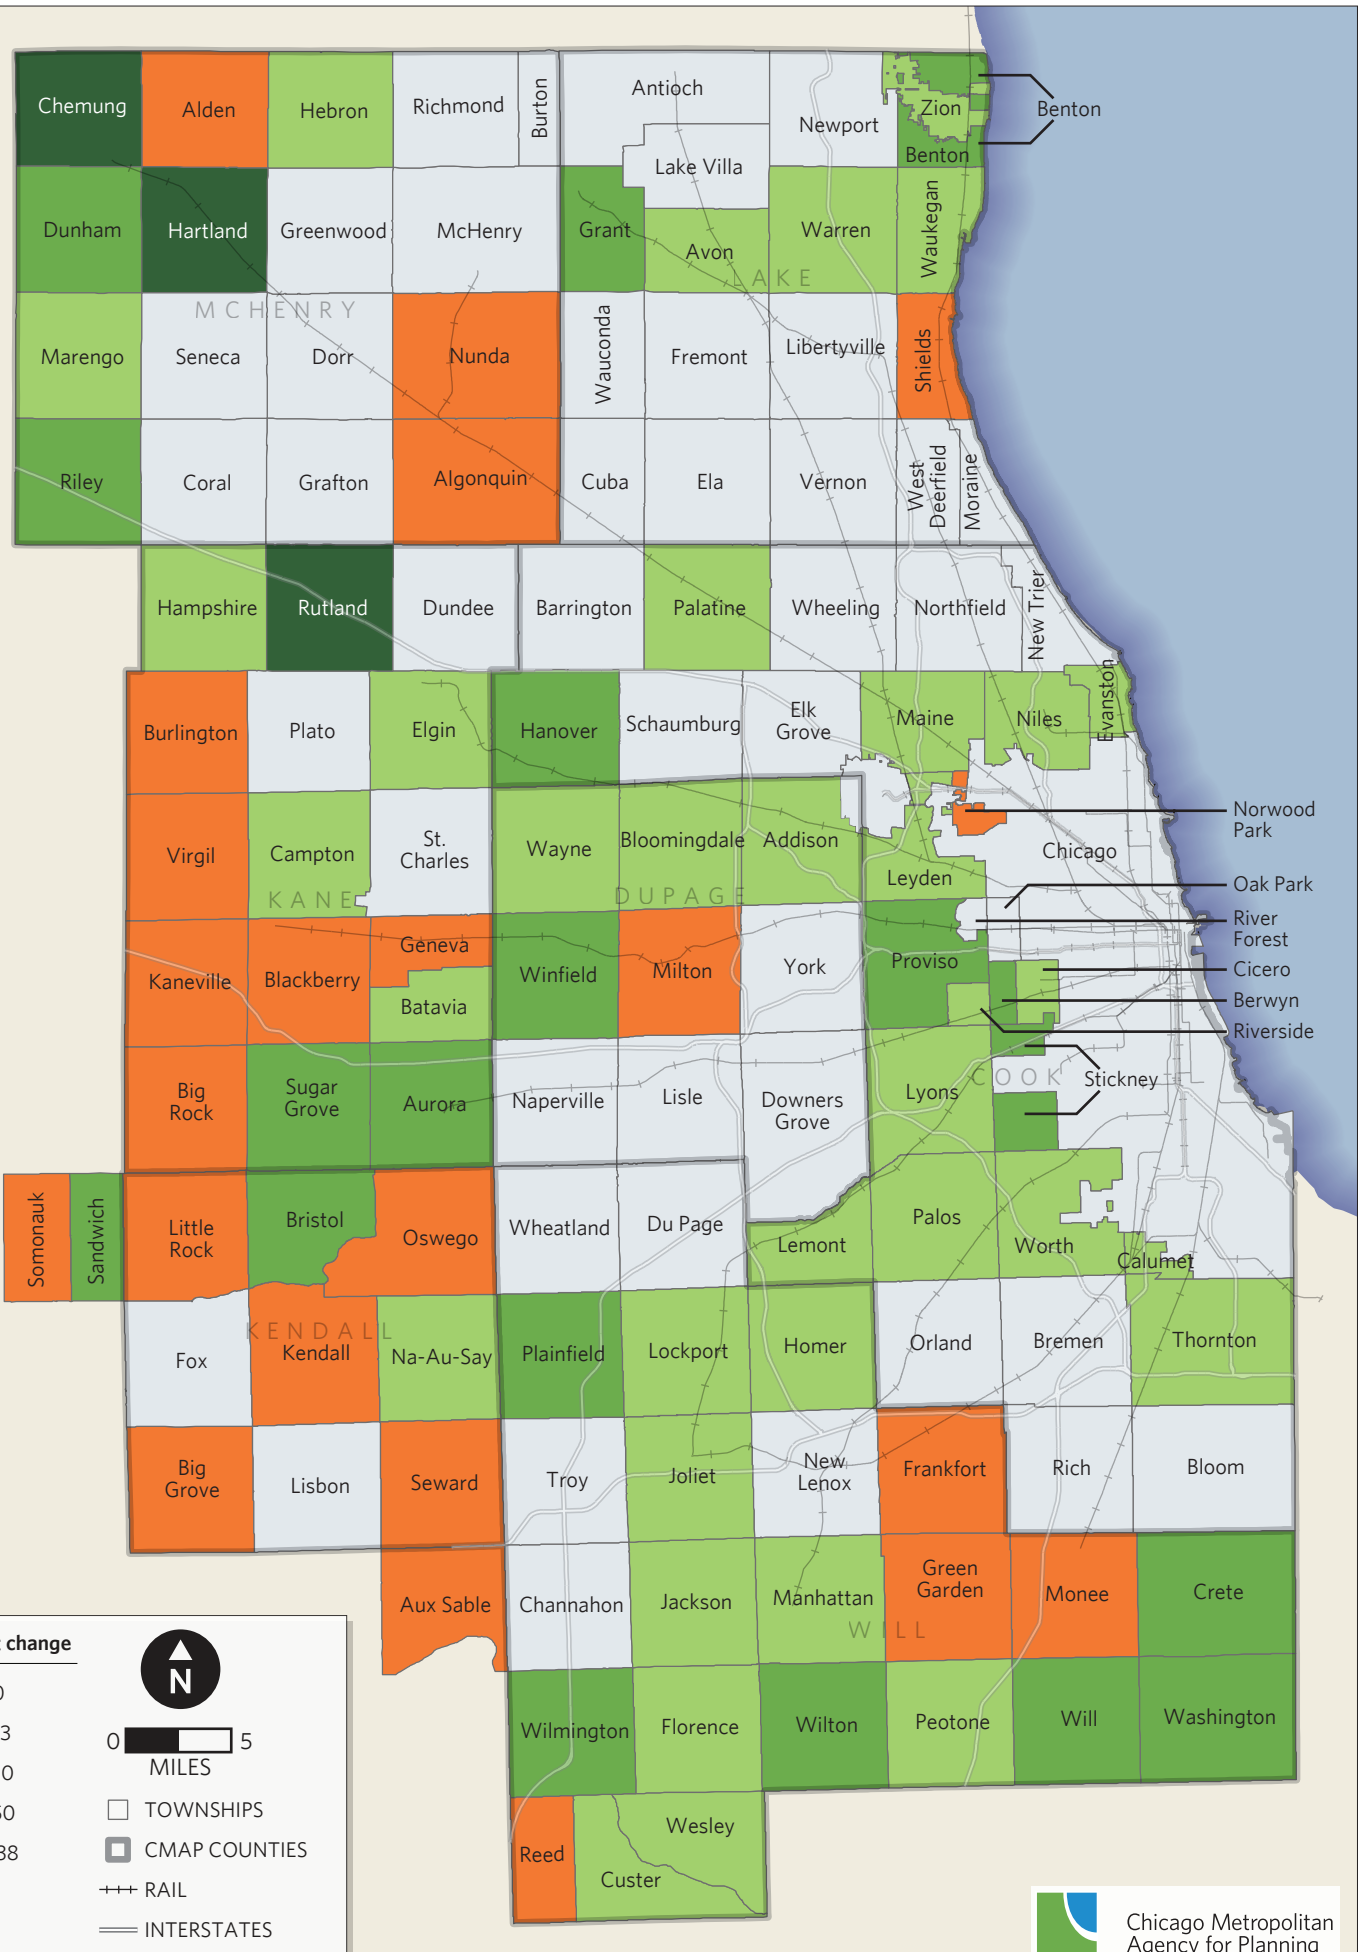 Chemung
Alden
Hebron
Richmond
Burton
Antioch
Newport
Zion
Benton
Benton
Lake Villa
Dunham
Hartland
Greenwood
McHenry
Grant
Avon
Warren
Waukegan
LAKE
MCHENRY
Marengo
Seneca
Dorr
Nunda
Wauconda
Fremont
Libertyville
Shields
Riley
Coral
Grafton
Algonquin
Cuba
Ela
Vernon
West
Deerfield
Moraine
Hampshire
Rutland
Dundee
Barrington
Palatine
Wheeling
Northfield
New Trier
Burlington
Plato
Elgin
Hanover
Schaumburg
Elk
Grove
Maine
Niles
Evanston
Norwood
Park
Virgil
Campton
St.
Charles
Wayne
Bloomingdale
Addison
Leyden
Chicago
KANE
DUPAGE
Oak Park
River
Forest
Cicero
Berwyn
Riverside
Kaneville
Blackberry
Geneva
Batavia
Winfield
Milton
York
Proviso
Big
Rock
Sugar
Grove
Aurora
Naperville
Lisle
Downers
Grove
Lyons
COOK
Stickney
Somonauk
Sandwich
Little
Rock
Bristol
Oswego
Wheatland
Du Page
Lemont
Palos
Worth
Calumet
KENDALL
Fox
Kendall
Na-Au-Say
Plainfield
Lockport
Homer
Orland
Bremen
Thornton
Big
Grove
Lisbon
Seward
Troy
Joliet
New
Lenox
Frankfort
Rich
Bloom
Aux Sable
Channahon
Jackson
Manhattan
Green
Garden
Monee
Crete
WILL
Wilmington
Florence
Wilton
Peotone
Will
Washington
Reed
Custer
Wesley
change
0
3
0
50
38
N
0 5
MILES
TOWNSHIPS
CMAP COUNTIES
RAIL
INTERSTATES
Chicago Metropolitan
Agency for Planning